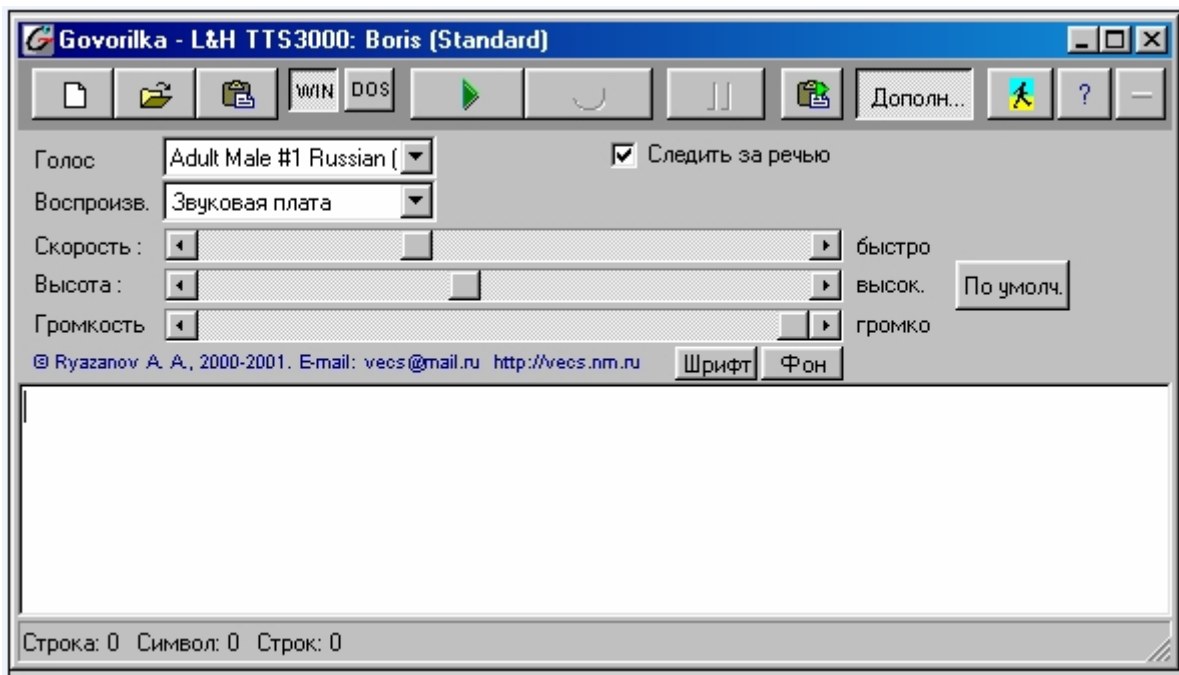 Govorilka - L&H TTS3000: Boris (Standard)
WIN DOS Дополн... ?
Голос Adult Male #1 Russian ( Следить за речью
Воспроизв. Звуковая плата
Скорость : быстро
Высота : высок. По умолч.
Громкость громко
© Ryazanov A. A., 2000-2001. E-mail: vecs@mail.ru http://vecs.nm.ru Шрифт Фон
Строка: 0 Символ: 0 Строк: 0